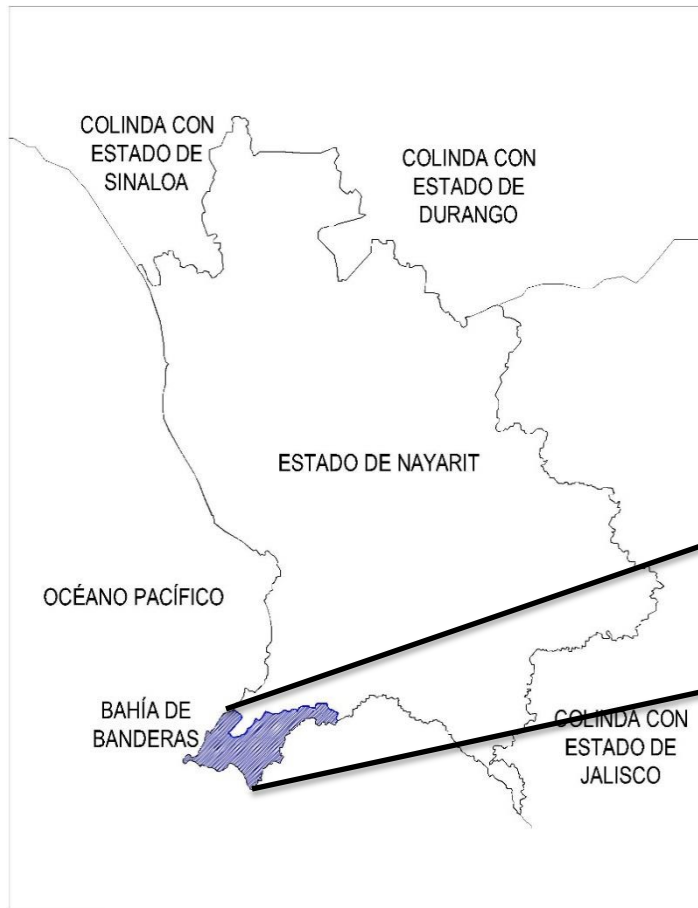 COLINDA CON
ESTADO DE
SINALOA
COLINDA CON
ESTADO DE
DURANGO
ESTADO DE NAYARIT
OCÉANO PACÍFICO
BAHÍA DE
BANDERAS
COLINDA CON
ESTADO DE
JALISCO